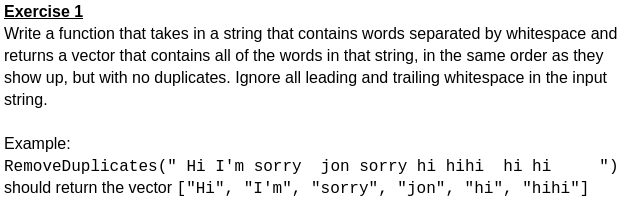 Exercise 1
Write a function that takes in a string that contains words separated by whitespace and
returns a vector that contains all of the words in that string, in the same order as they
show up, but with no duplicates. Ignore all leading and trailing whitespace in the input
string.
Example:
RemoveDuplicates(" Hi I'm sorry  jon sorry hi hihi  hi hi     ")
should return the vector ["Hi", "I'm", "sorry", "jon", "hi", "hihi"]